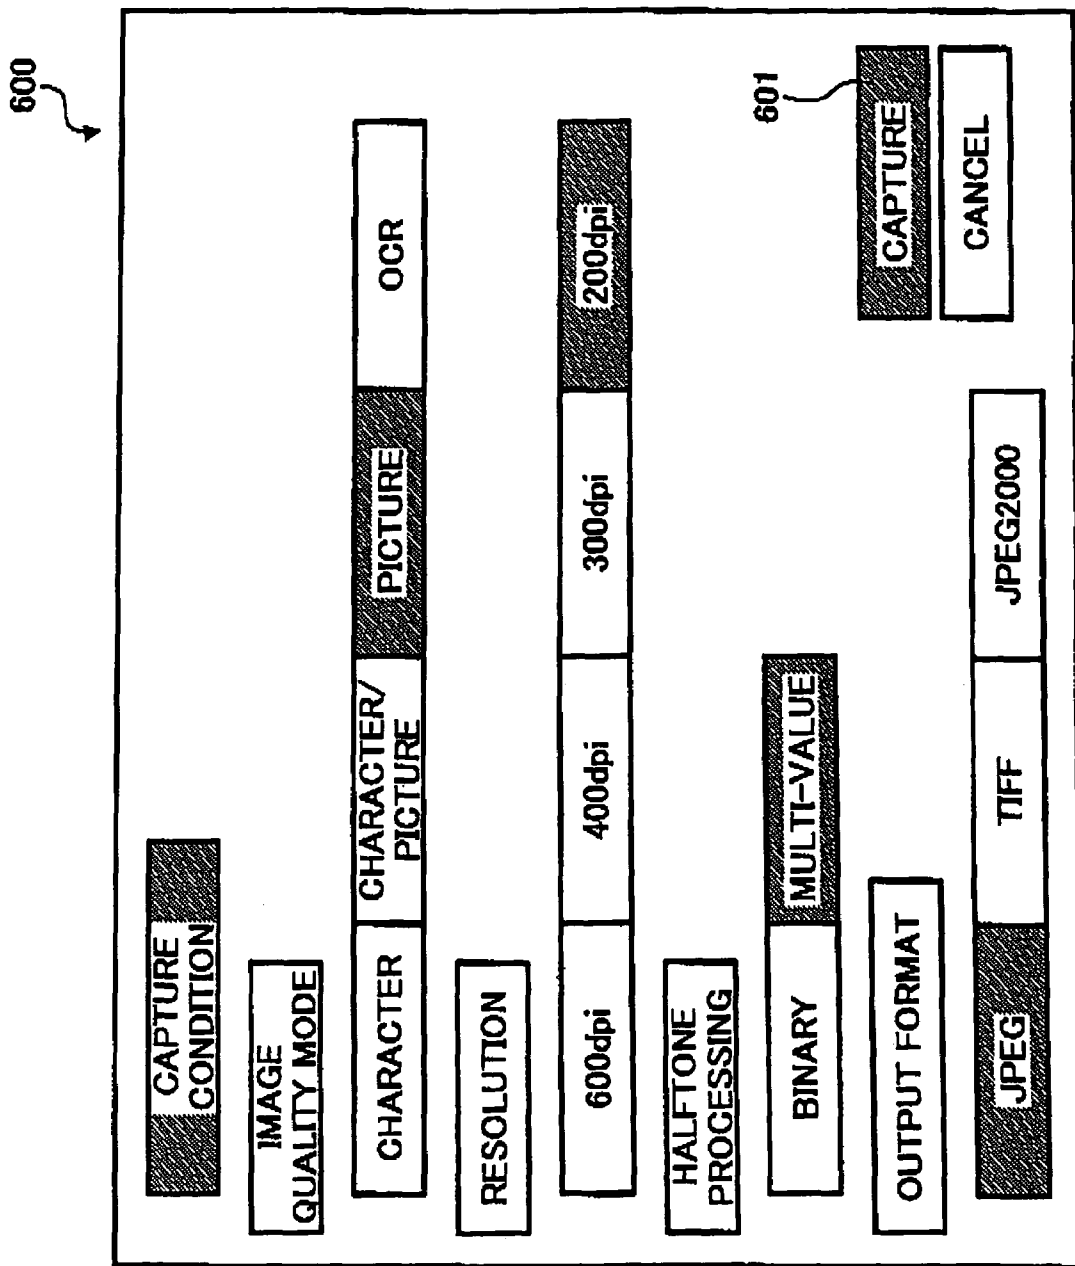 600
CAPTURE
CONDITION
IMAGE
QUALITY MODE
CHARACTER
CHARACTER/
PICTURE
PICTURE
OCR
RESOLUTION
600dpi
400dpi
300dpi
200dpi
HALFTONE
PROCESSING
BINARY
MULTI-VALUE
OUTPUT FORMAT
JPEG
TIFF
JPEG2000
601
CAPTURE
CANCEL